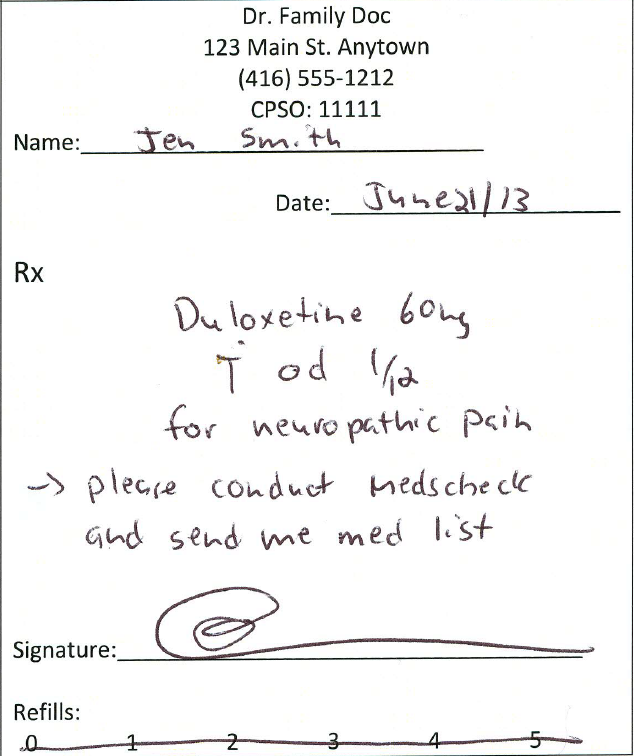 Dr. Family Doc
123 Main St. Anytown
(416) 555-1212
CPSO: 11111
Name: Jen Smith
Date: June 21/13
Rx
Duloxetine 60mg
T od 1/12
for neuropathic pain
→ please conduct Medscheck
and send me med list
Signature:
Refills:
0 1 2 3 4 5